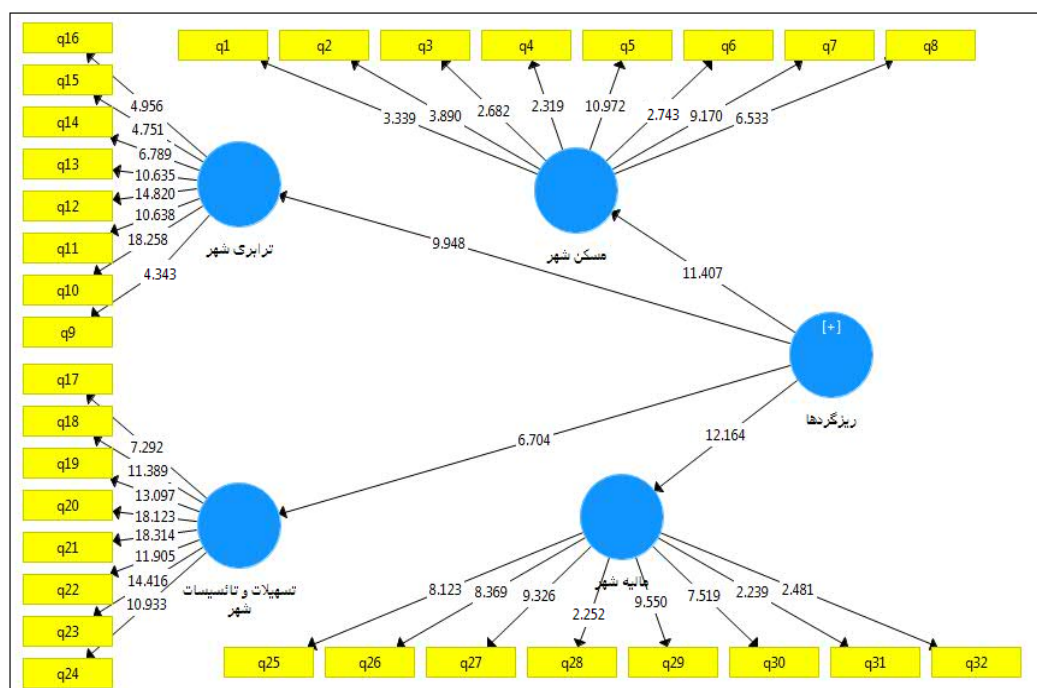 q16
q1
q2
q3
q4
q5
q6
q7
q8
q15
q14
q13
q12
q11
q10
q9
4.956
4.751
6.789
10.635
14.820
10.638
18.258
4.343
3.339
3.890
2.682
2.319
10.972
2.743
9.170
6.533
ترابری شهر
مسکن شهر
9.948
11.407
[+]
ریزگردها
6.704
12.164
q17
q18
q19
q20
q21
q22
q23
q24
7.292
11.389
13.097
18.123
18.314
11.905
14.416
10.933
تسهیلات و تائسیسات
شهر
مالیه شهر
8.123
8.369
9.326
2.252
9.550
7.519
2.239
2.481
q25
q26
q27
q28
q29
q30
q31
q32